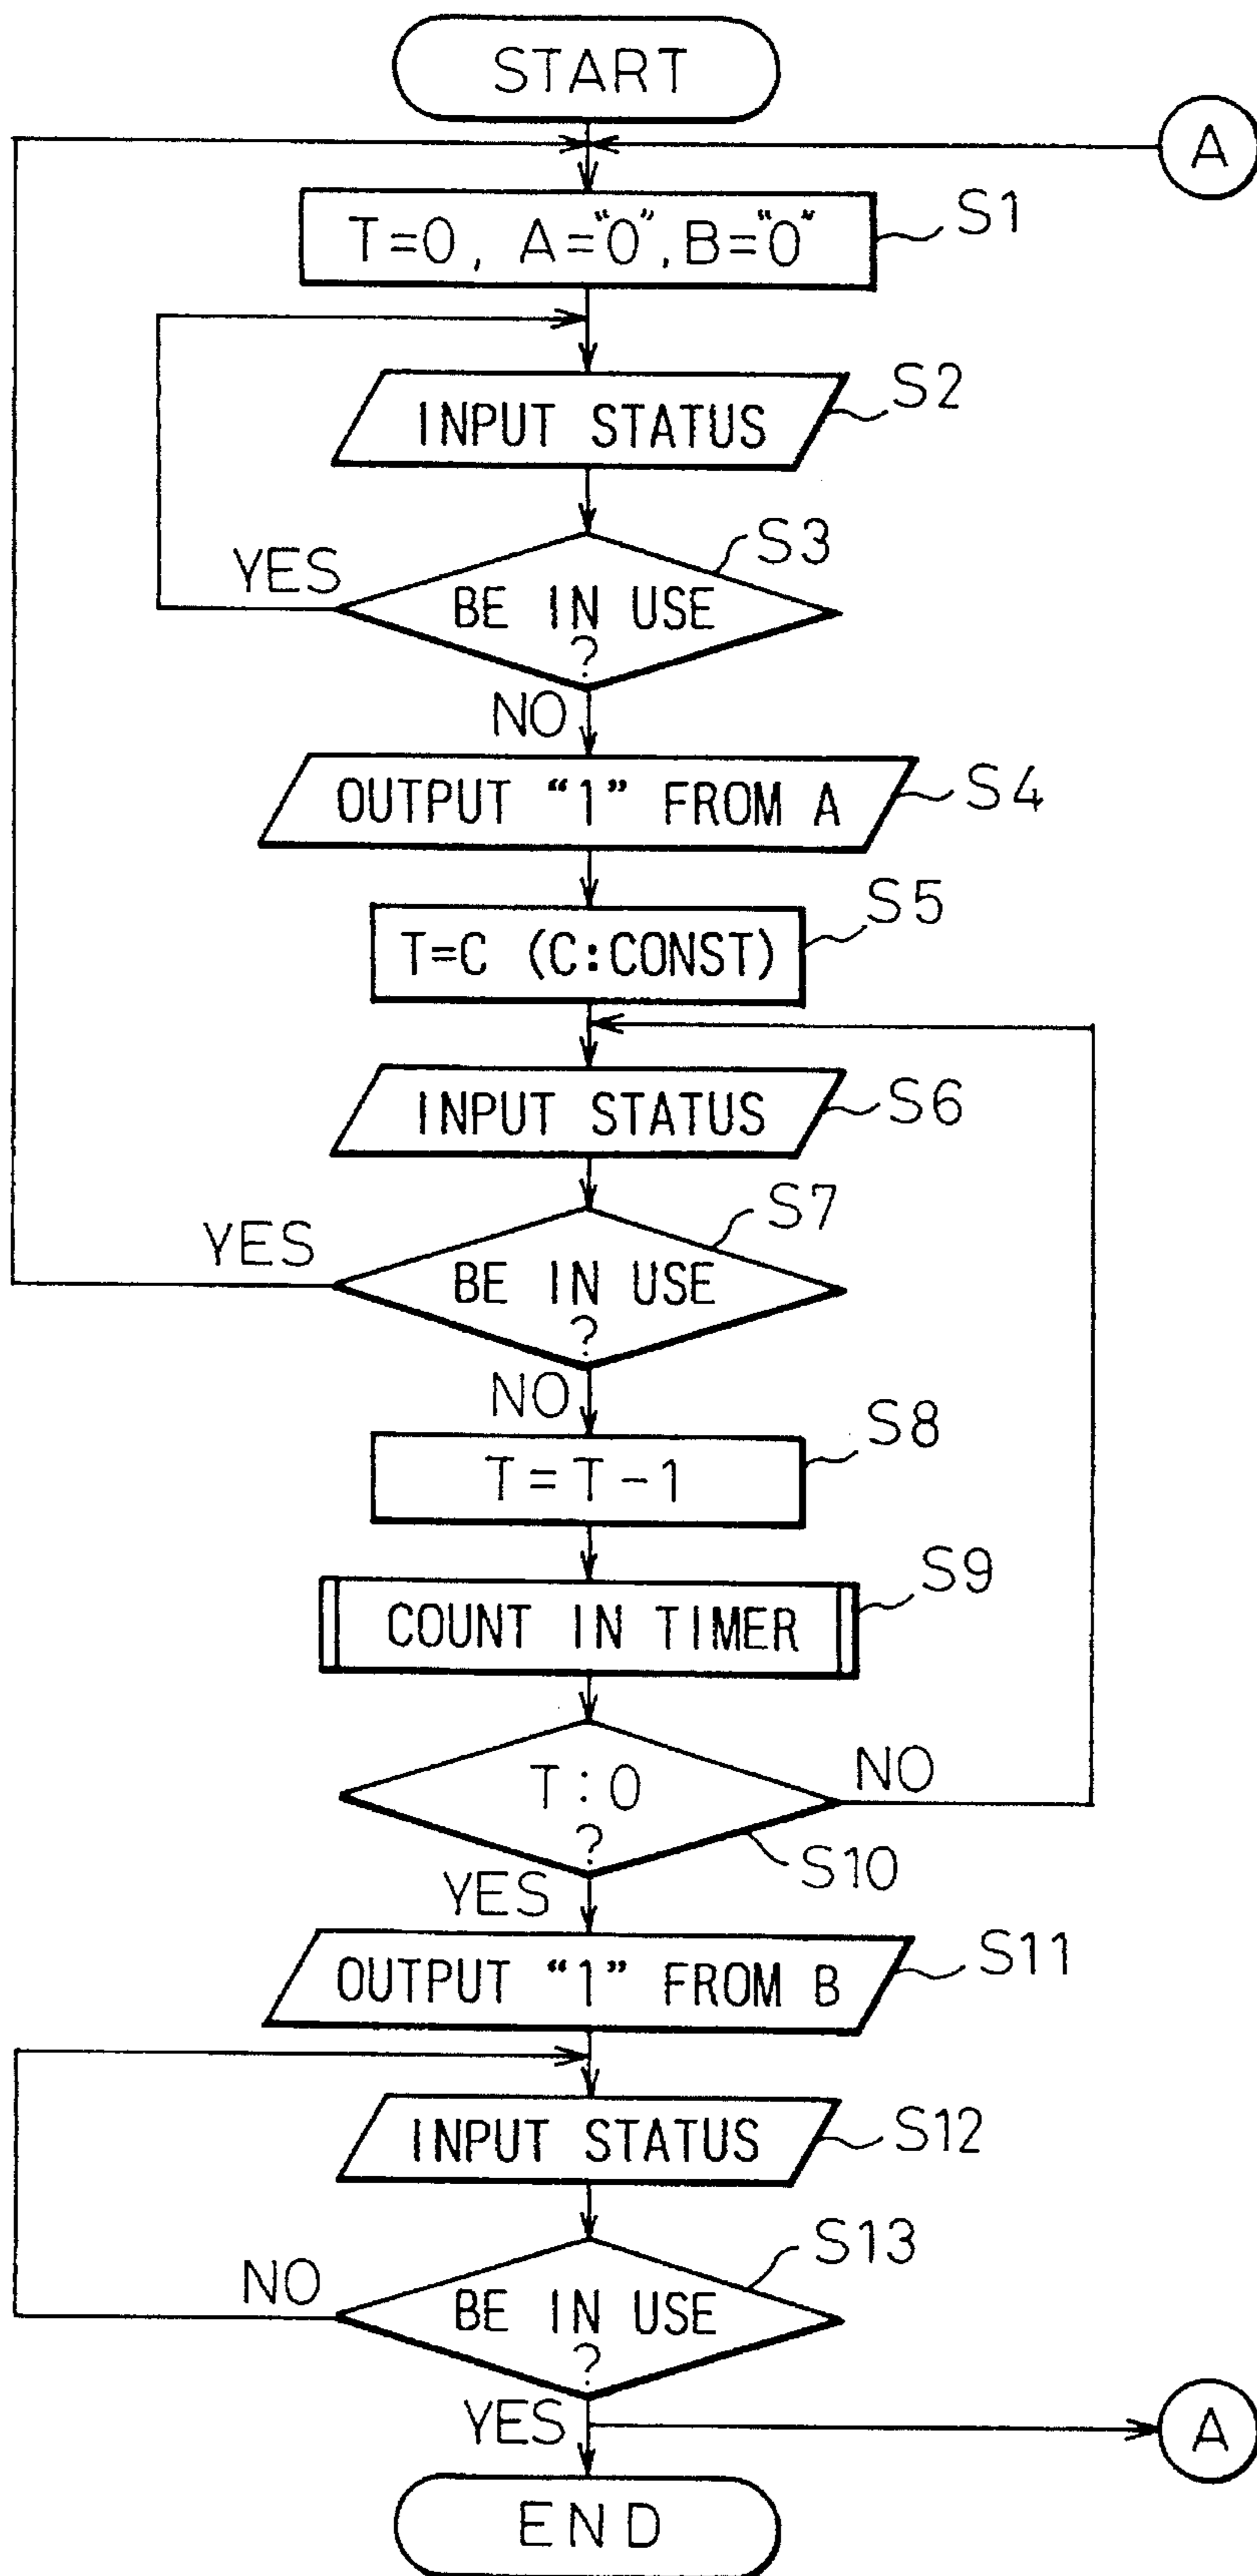 START
A
T=0, A="0", B="0"
S1
INPUT STATUS
S2
S3
YES
BE IN USE
?
NO
OUTPUT "1" FROM A
S4
S5
T=C (C:CONST)
INPUT STATUS
S6
S7
YES
BE IN USE
?
NO
S8
T=T-1
S9
COUNT IN TIMER
T:0
?
NO
S10
YES
OUTPUT "1" FROM B
S11
INPUT STATUS
S12
S13
NO
BE IN USE
?
YES
A
END